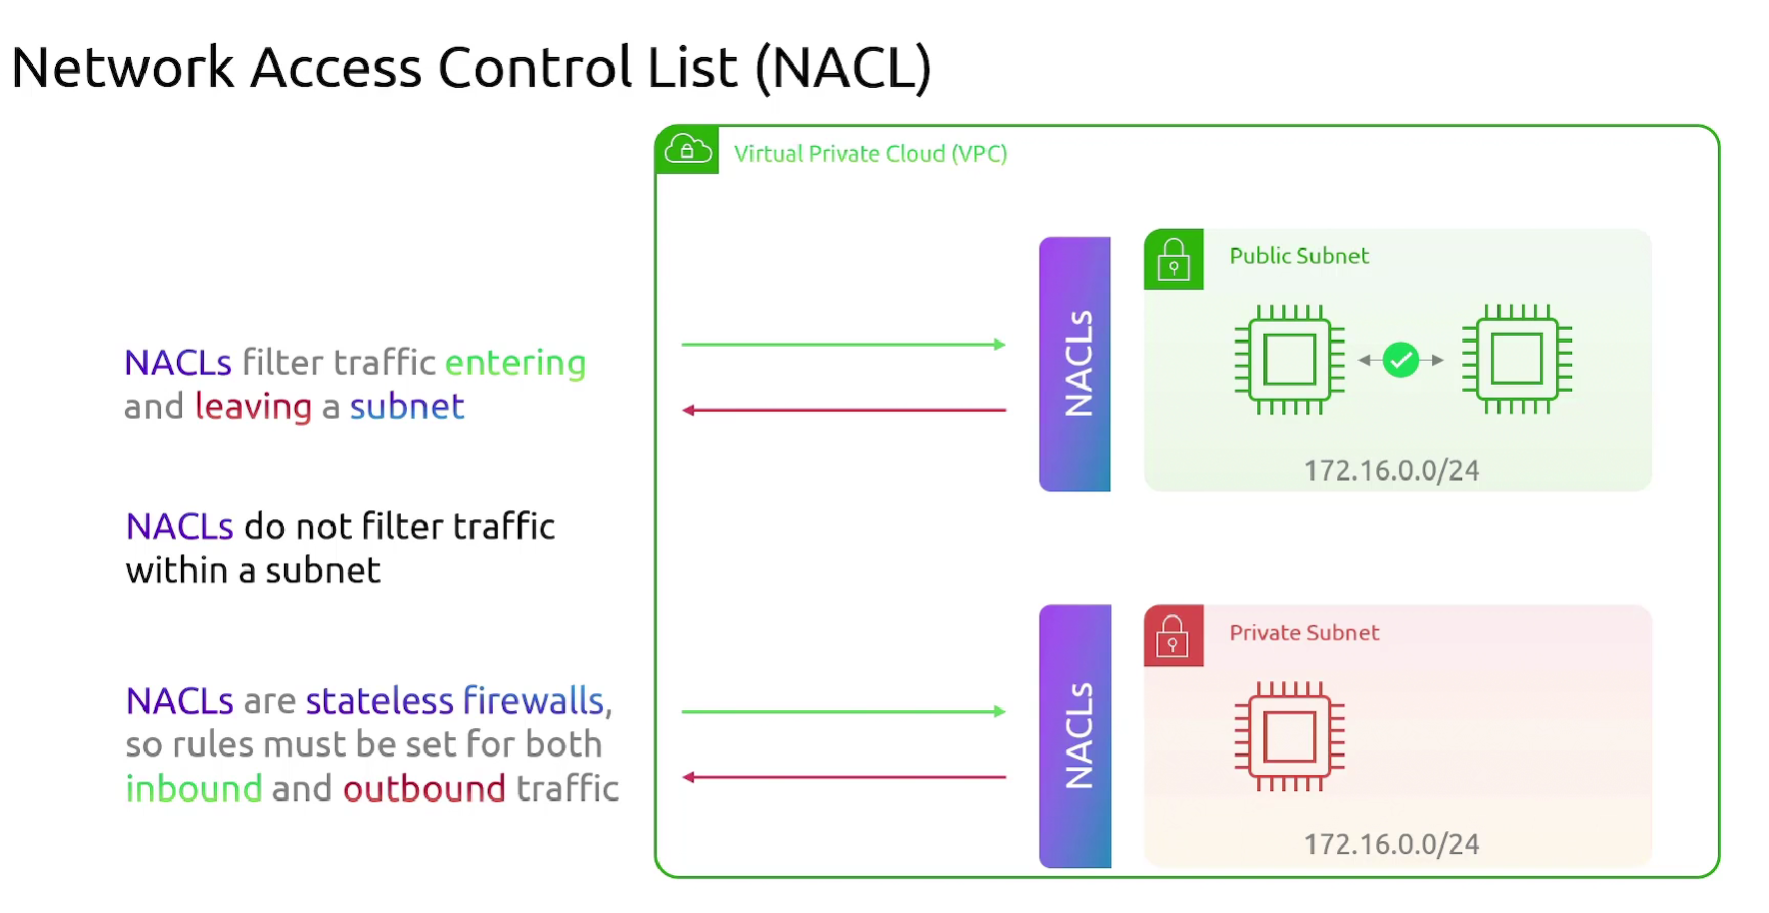 Network Access Control List (NACL)
Virtual Private Cloud (VPC)
NACLs filter traffic entering
and leaving a subnet
NACLs do not filter traffic
within a subnet
NACLs are stateless firewalls,
so rules must be set for both
inbound and outbound traffic
NACLs
Public Subnet
172.16.0.0/24
NACLs
Private Subnet
172.16.0.0/24